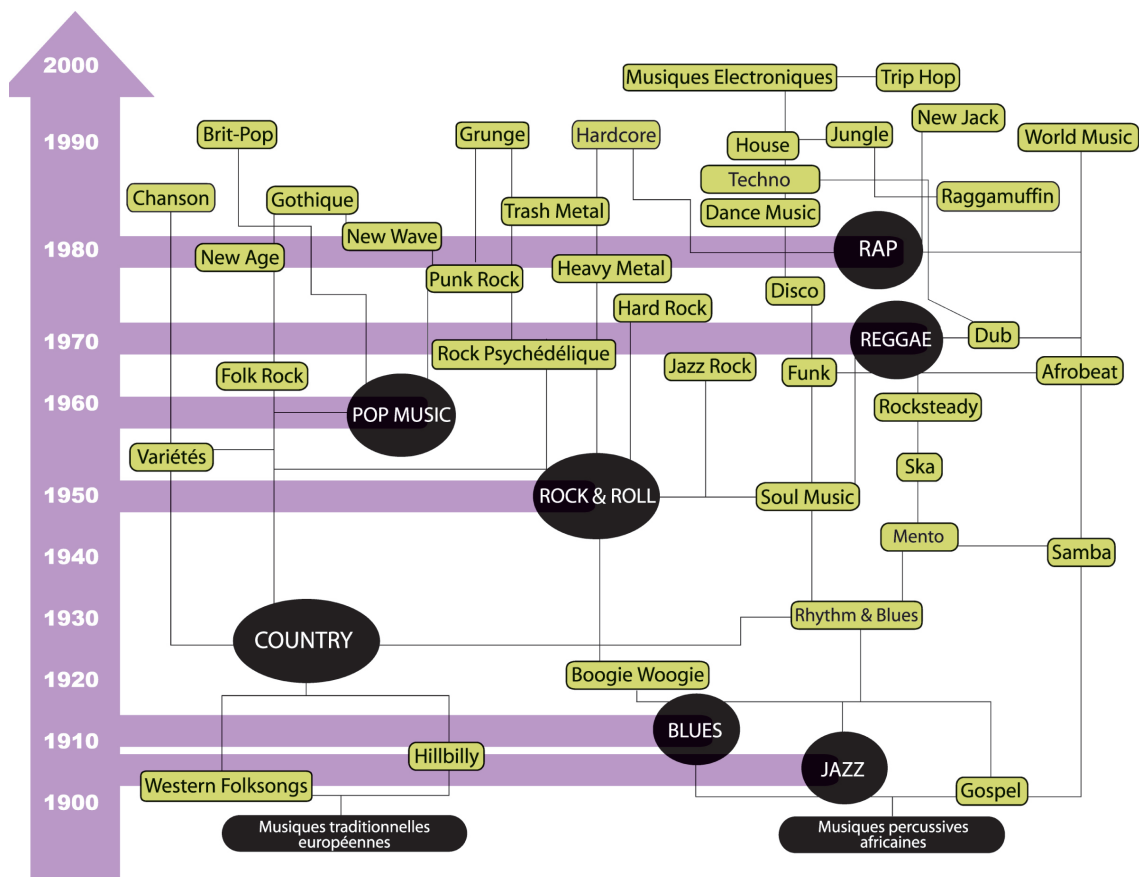 2000
Musiques Electroniques
Trip Hop
New Jack
Brit-Pop
Grunge
Hardcore
Jungle
World Music
1990
House
Techno
Chanson
Gothique
Raggamuffin
Trash Metal
Dance Music
New Wave
1980
RAP
New Age
Heavy Metal
Punk Rock
Disco
Hard Rock
1970
REGGAE
Dub
Rock Psychédélique
Jazz Rock
Funk
Afrobeat
Folk Rock
1960
POP MUSIC
Rocksteady
Variétés
Ska
1950
ROCK & ROLL
Soul Music
Mento
1940
Samba
1930
Rhythm & Blues
COUNTRY
1920
Boogie Woogie
BLUES
1910
Hillbilly
JAZZ
Western Folksongs
Gospel
1900
Musiques traditionnelles
européennes
Musiques percussives
africaines